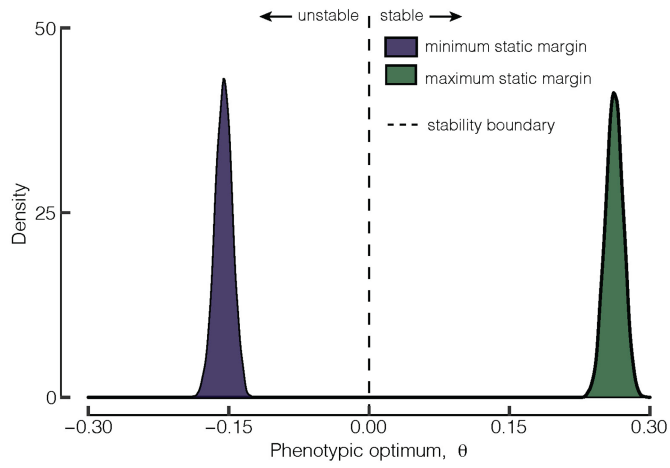 unstable stable
50
minimum static margin
maximum static margin
stability boundary
Density
25
0
−0.30 −0.15 0.00 0.15 0.30
Phenotypic optimum, θ